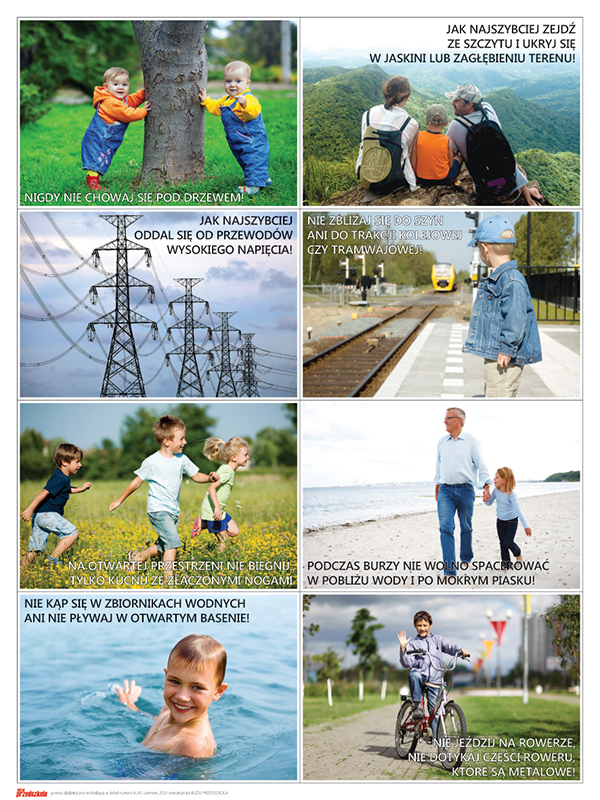 NIGDY NIE CHOWAJ SIĘ POD DRZEWEM!
JAK NAJSZYBCIEJ ZEJDŹ
ZE SZCZYTU I UKRYJ SIĘ
W JASKINI LUB ZAGŁĘBIENIU TERENU!
JAK NAJSZYBCIEJ
ODDAL SIĘ OD PRZEWODÓW
WYSOKIEGO NAPIĘCIA!
NIE ZBLIŻAJ SIĘ DO SZYN
ANI DO TRAKCJI KOLEJOWEJ
CZY TRAMWAJOWEJ!
NA OTWARTEJ PRZESTRZENI NIE BIEGNIJ,
TYLKO KUCNIJ ZE ZŁĄCZONYMI NOGAMI
PODCZAS BURZY NIE WOLNO SPACEROWAĆ
W POBLIŻU WODY I PO MOKRYM PIASKU!
NIE KĄP SIĘ W ZBIORNIKACH WODNYCH
ANI NIE PŁYWAJ W OTWARTYM BASENIE!
NIE JEŹDZIJ NA ROWERZE,
NIE DOTYKAJ CZĘŚCI ROWERU,
KTÓRE SĄ METALOWE!
przedszkola